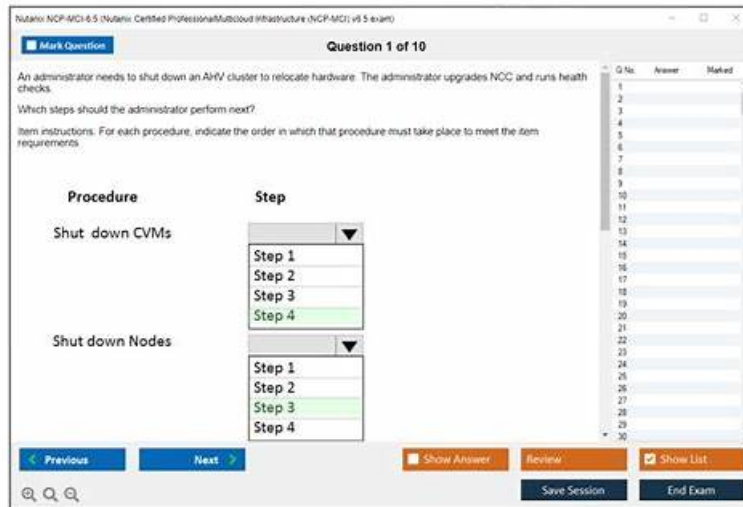 Nutanix NCP-MCI-6.5 (Nutanix Certified Professional Multicloud Infrastructure (NCP-MCI) v6.5 exam)
Mark Question
Question 1 of 10
An administrator needs to shut down an AHV cluster to relocate hardware. The administrator upgrades NCC and runs health
checks.
Which steps should the administrator perform next?
Item instructions. For each procedure, indicate the order in which that procedure must take place to meet the item
requirements
Procedure Step
Shut down CVMs
Step 1
Step 2
Step 3
Step 4
Shut down Nodes
Step 1
Step 2
Step 3
Step 4
Q No. Answer Marked
1
2
3
4
5
6
7
8
9
10
11
12
13
14
15
16
17
18
19
20
21
22
23
24
25
26
27
28
29
30
Previous
Next
Show Answer
Review
Show List
Save Session
End Exam